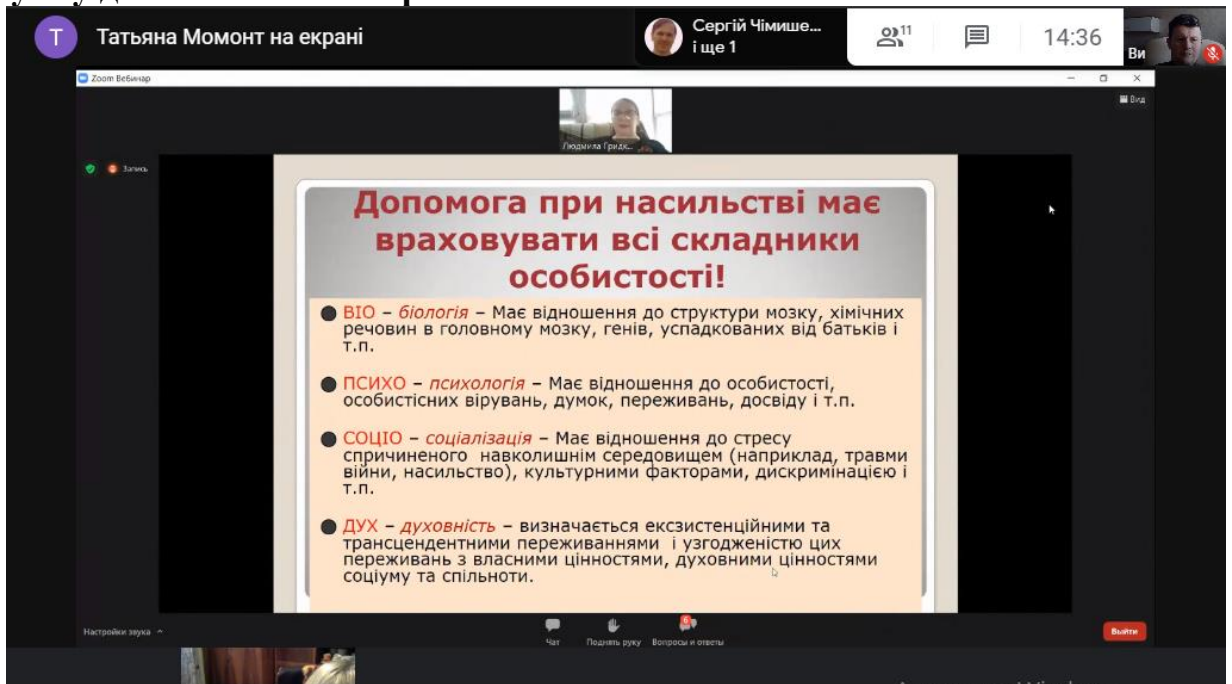 Татьяна Момонт на екрані
Сергій Чімише...
і ще 1
11
14:36
Ви
Zoom Вебинар
Вид
Людмила Гридк...
Запись
Допомога при насильстві має
враховувати всі складники
особистості!
ВІО – біологія – Має відношення до структури мозку, хімічних
речовин в головному мозку, генів, успадкованих від батьків і
т.п.
ПСИХО – психологія – Має відношення до особистості,
особистісних вірувань, думок, переживань, досвіду і т.п.
СОЦІО – соціалізація – Має відношення до стресу
спричиненого навколишнім середовищем (наприклад, травми
війни, насильство), культурними факторами, дискримінацією і
т.п.
ДУХ – духовність – визначається ексзистенційними та
трансцендентними переживаннями і узгодженістю цих
переживань з власними цінностями, духовними цінностями
соціуму та спільноти.
Настройки звука
6
Чат
Поднять руку
Вопросы и ответы
Выйти